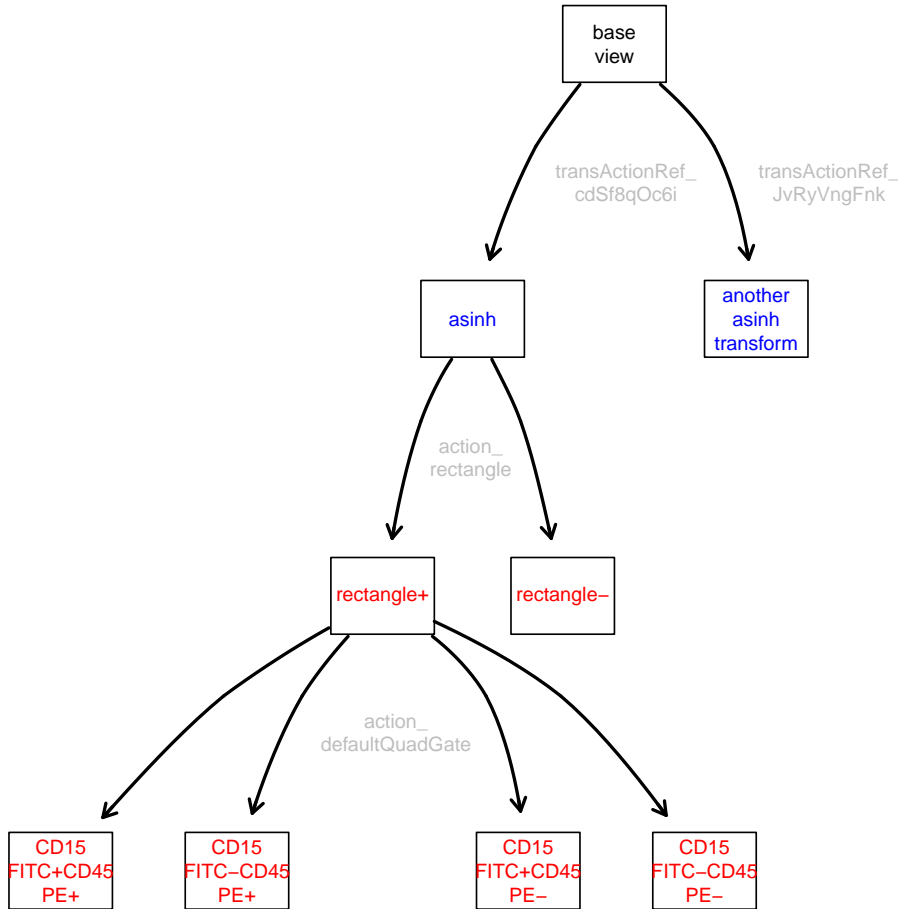 base
view
transActionRef_
cdSf8qOc6i
transActionRef_
JvRyVngFnk
asinh
another
asinh
transform
action_
rectangle
rectangle+
rectangle−
action_
defaultQuadGate
CD15
FITC+CD45
PE+
CD15
FITC−CD45
PE+
CD15
FITC+CD45
PE−
CD15
FITC−CD45
PE−